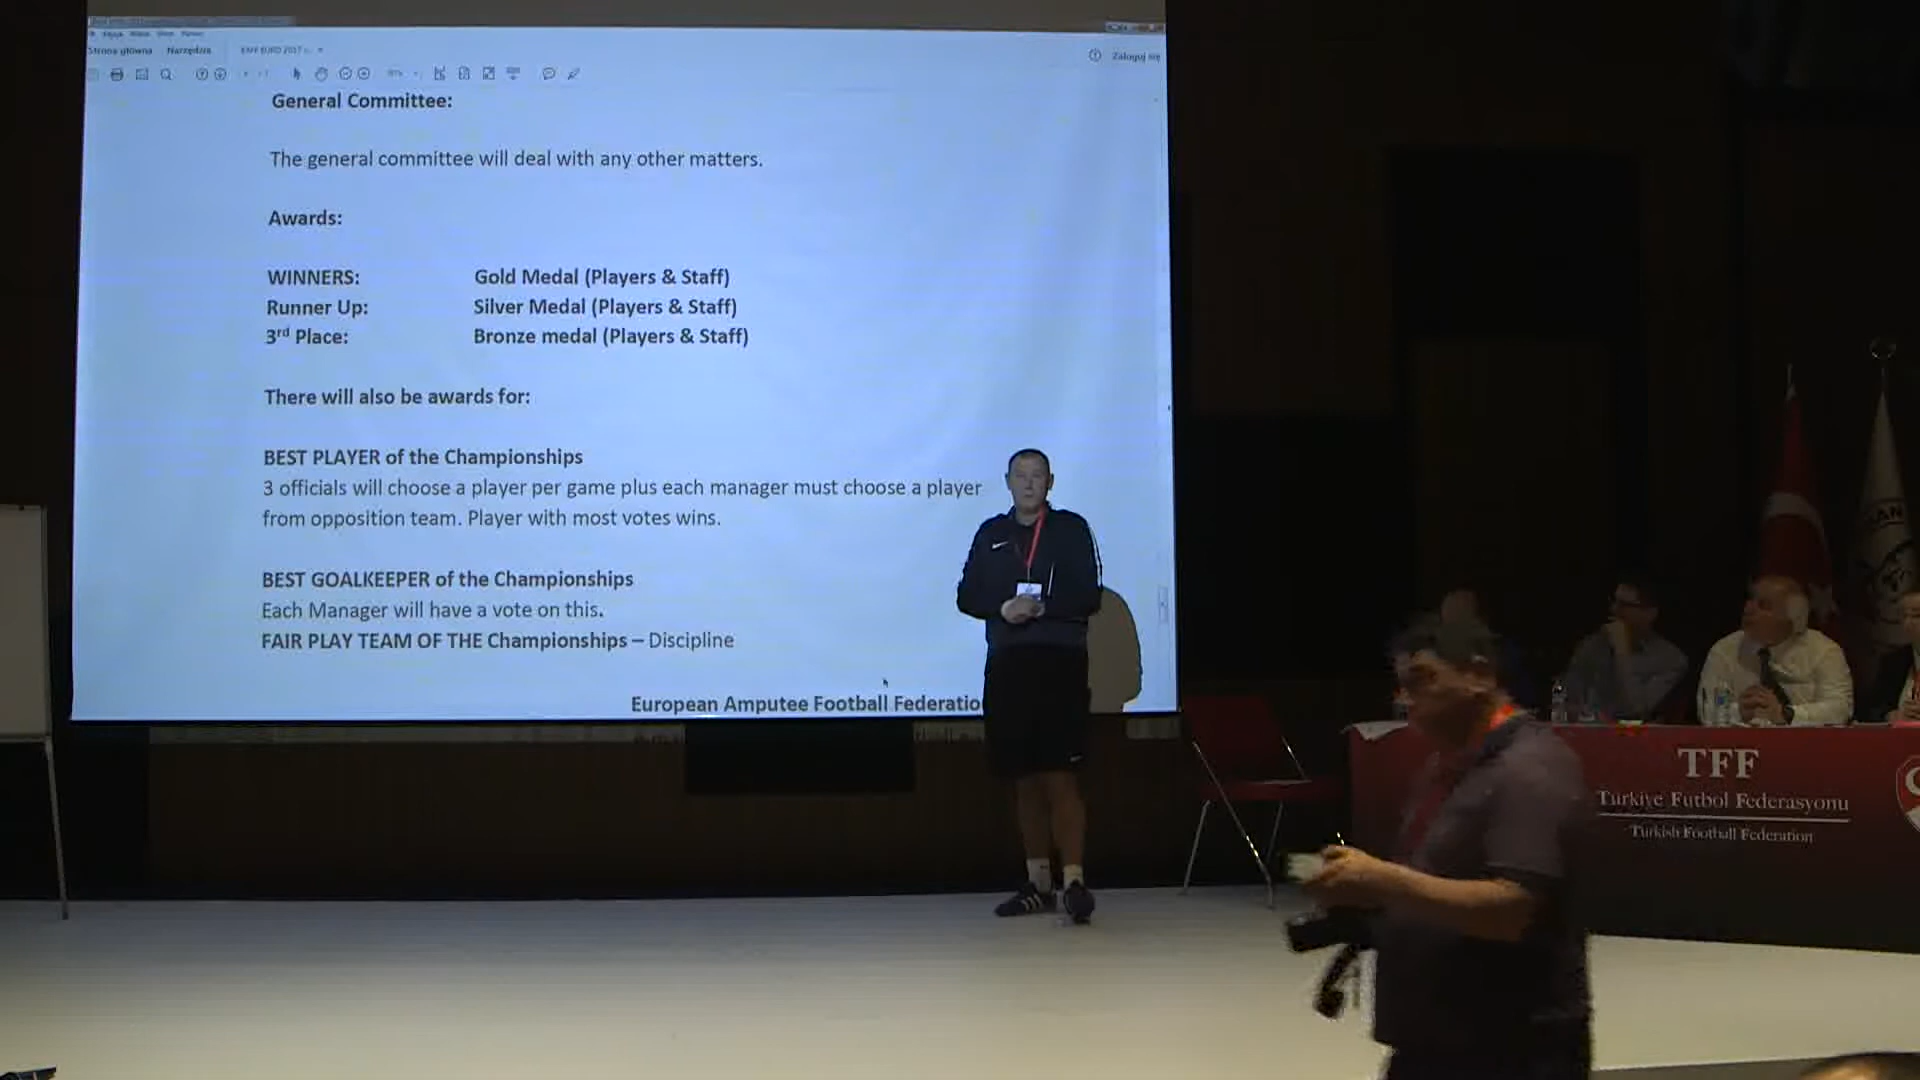 Strona główna Narzędzia EAFF EURO 2017
Zaloguj się
General Committee:
The general committee will deal with any other matters.
Awards:
WINNERS: Gold Medal (Players & Staff)
Runner Up: Silver Medal (Players & Staff)
3rd Place: Bronze medal (Players & Staff)
There will also be awards for:
BEST PLAYER of the Championships
3 officials will choose a player per game plus each manager must choose a player
from opposition team. Player with most votes wins.
BEST GOALKEEPER of the Championships
Each Manager will have a vote on this.
FAIR PLAY TEAM OF THE Championships – Discipline
European Amputee Football Federatio
TFF
Türkiye Futbol Federasyonu
Turkish Football Federation